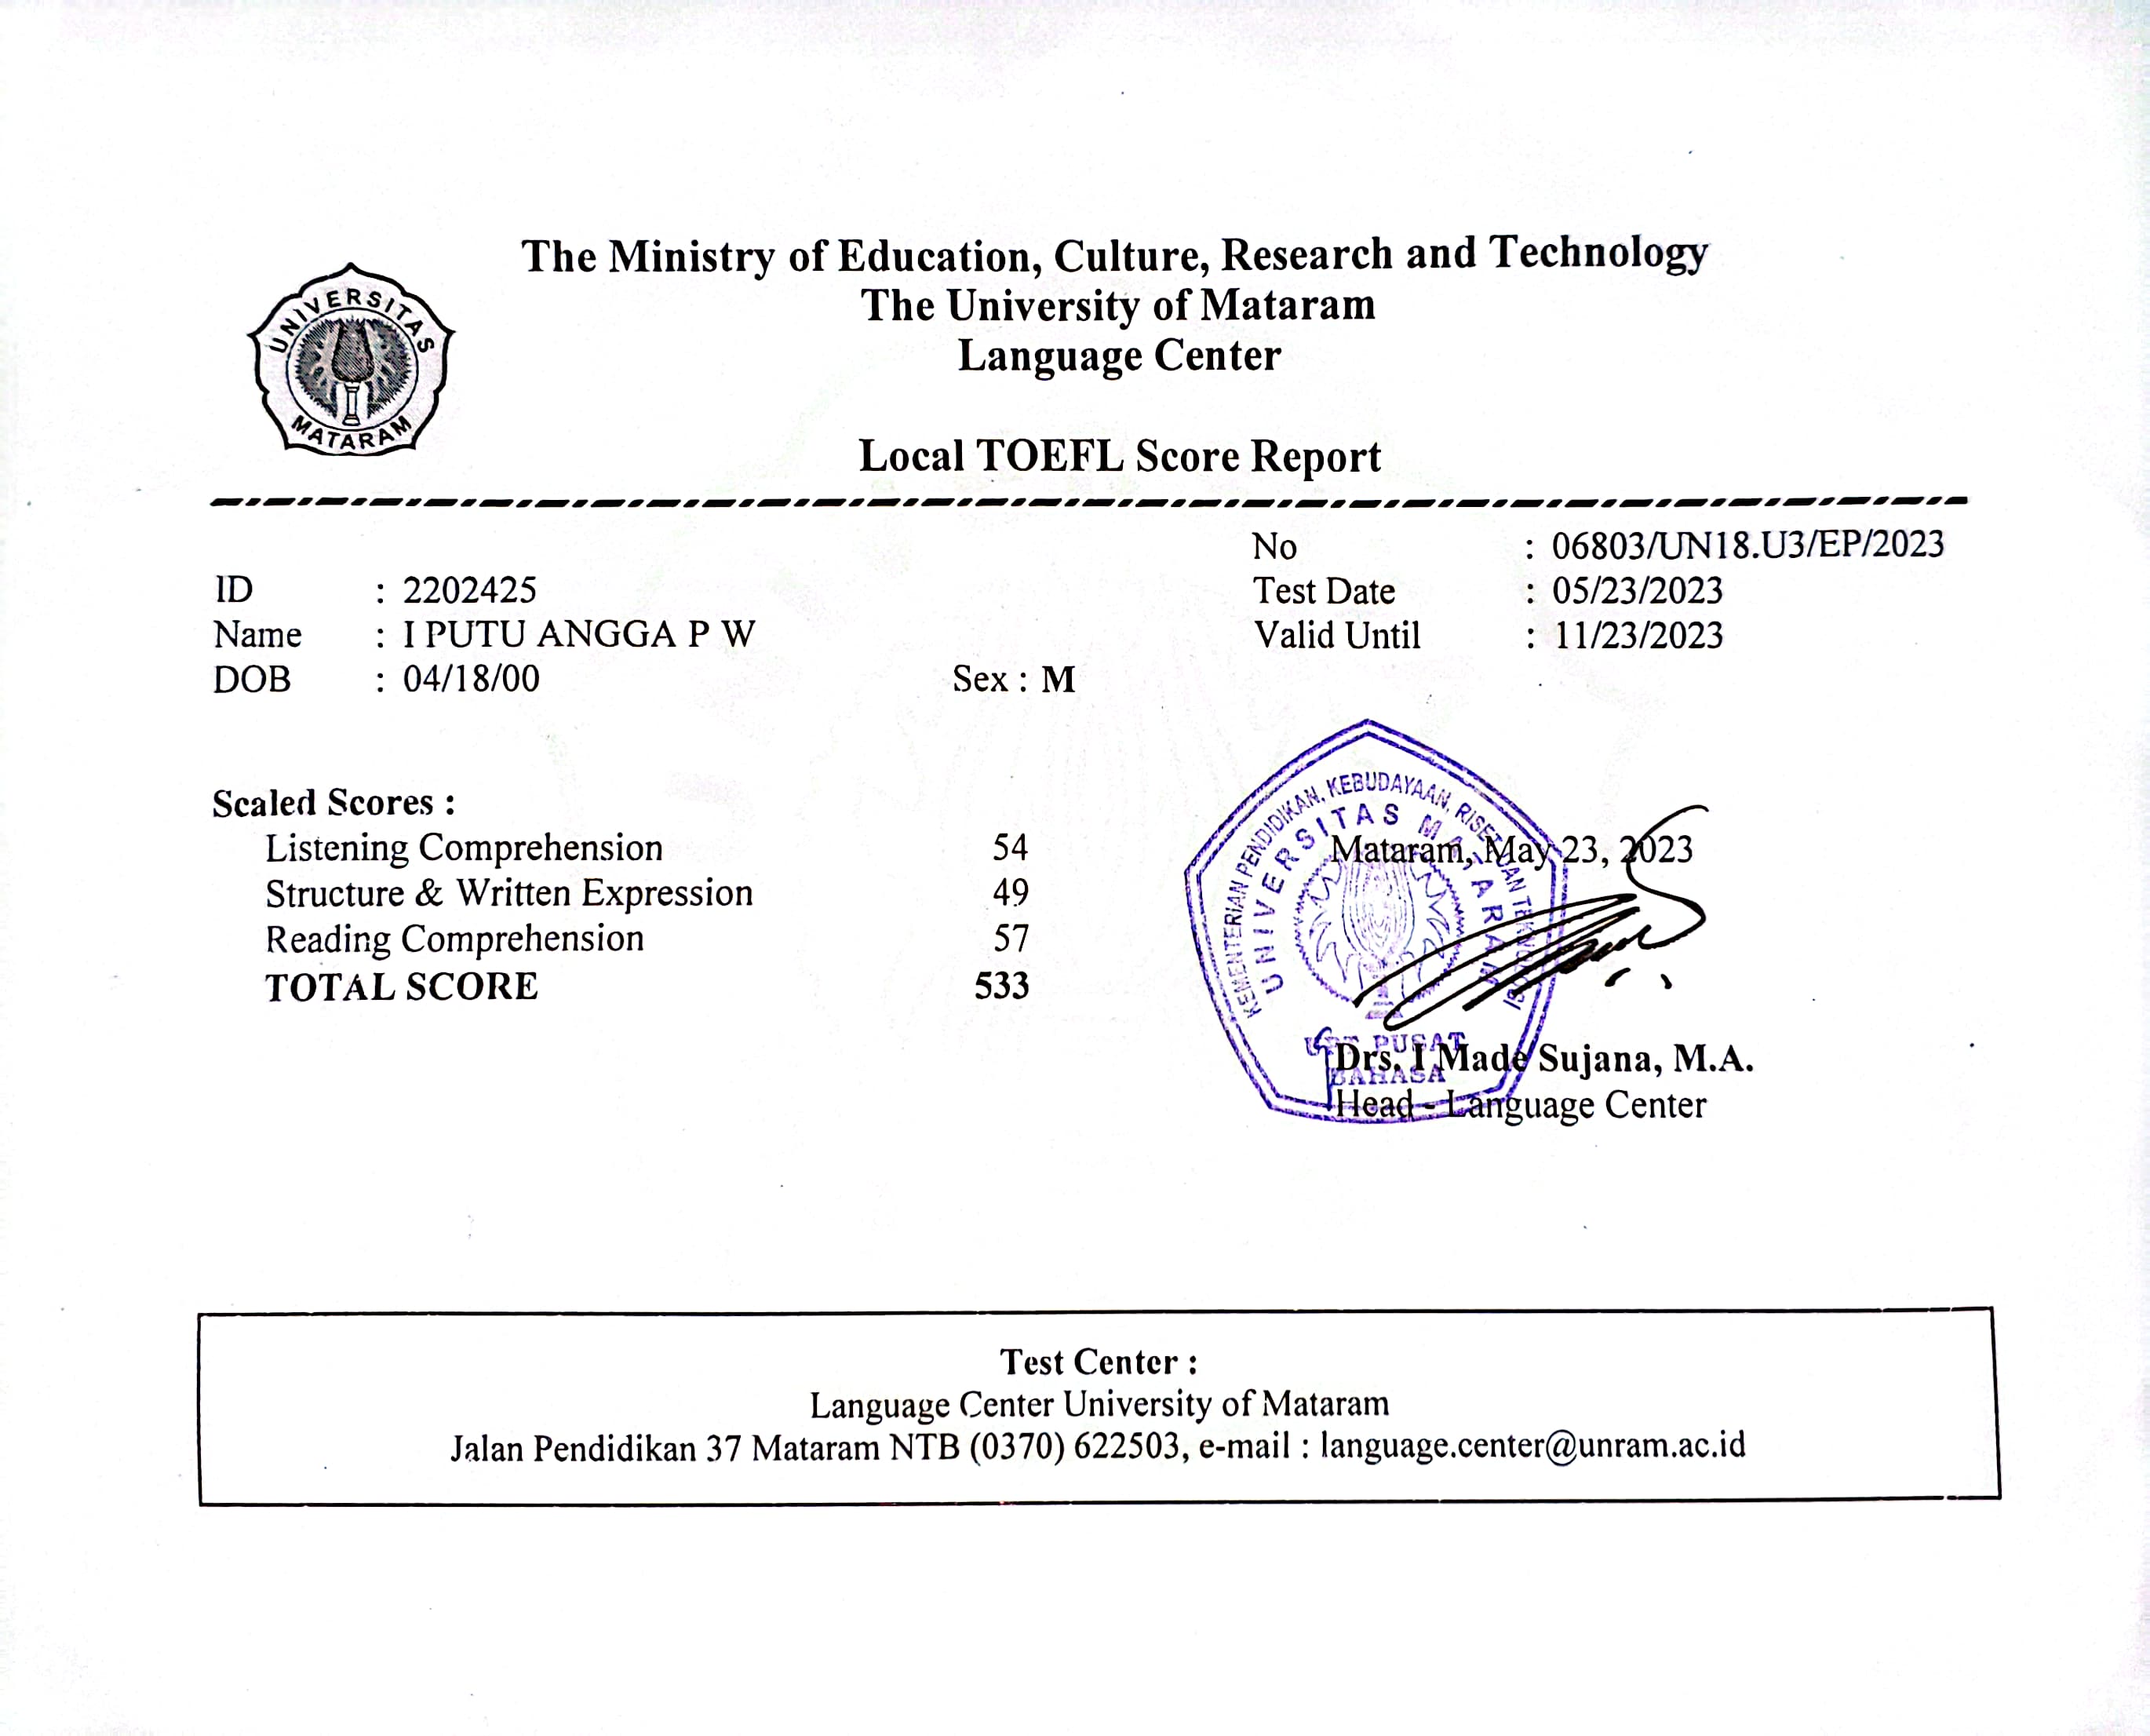 UNIVERSITAS
MATARAM
The Ministry of Education, Culture, Research and Technology
The University of Mataram
Language Center
Local TOEFL Score Report
No : 06803/UN18.U3/EP/2023
ID : 2202425
Test Date : 05/23/2023
Name : I PUTU ANGGA P W
Valid Until : 11/23/2023
DOB : 04/18/00 Sex : M
Scaled Scores :
Listening Comprehension 54
Structure & Written Expression 49
Reading Comprehension 57
TOTAL SCORE 533
KEMENTERIAN PENDIDIKAN, KEBUDAYAAN, RISET, DAN TEKNOLOGI
UNIVERSITAS MATARAM
UPT PUSAT
BAHASA
Mataram, May 23, 2023
Drs. I Made Sujana, M.A.
Head - Language Center
Test Center :
Language Center University of Mataram
Jalan Pendidikan 37 Mataram NTB (0370) 622503, e-mail : language.center@unram.ac.id